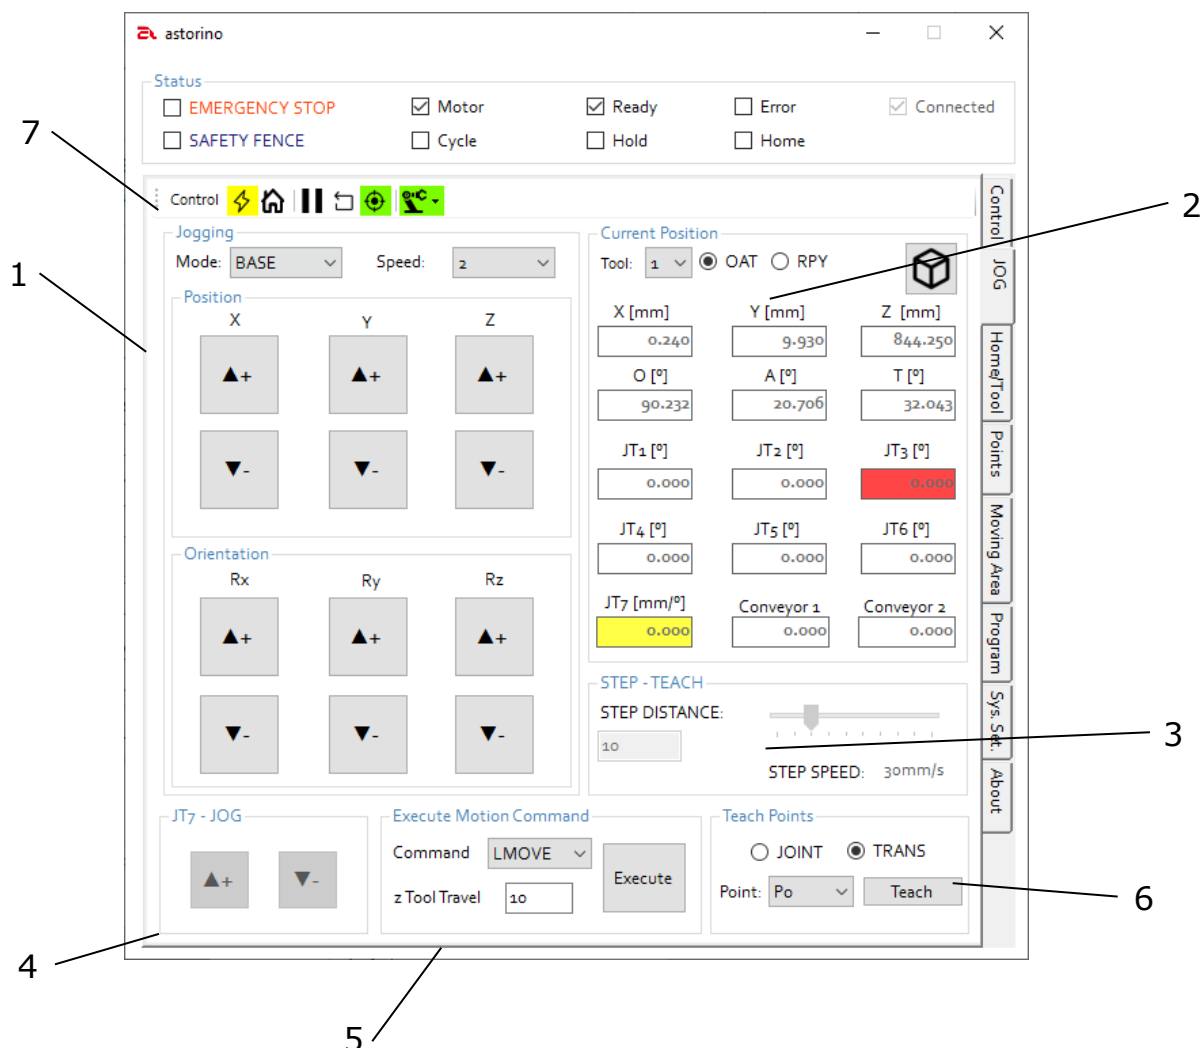 astorino
Status
EMERGENCY STOP Motor Ready Error Connected
SAFETY FENCE Cycle Hold Home
7
Control
Control
2
Jogging
Mode: BASE Speed: 2
Current Position
Tool: 1 OAT RPY
JOG
1
Position
X Y Z
▲+ ▲+ ▲+
▼- ▼- ▼-
X [mm] Y [mm] Z [mm]
0.240 9.930 844.250
O [º] A [º] T [º]
90.232 20.706 32.043
JT1 [º] JT2 [º] JT3 [º]
0.000 0.000 0.000
JT4 [º] JT5 [º] JT6 [º]
0.000 0.000 0.000
JT7 [mm/º] Conveyor 1 Conveyor 2
0.000 0.000 0.000
Home/Tool
Points
Moving Area
Program
Sys. Set.
About
Orientation
Rx Ry Rz
▲+ ▲+ ▲+
▼- ▼- ▼-
STEP - TEACH
STEP DISTANCE:
10
STEP SPEED: 30mm/s
3
JT7 - JOG
▲+ ▼-
Execute Motion Command
Command LMOVE
z Tool Travel 10
Execute
Teach Points
JOINT TRANS
Point: P0 Teach
6
4
5